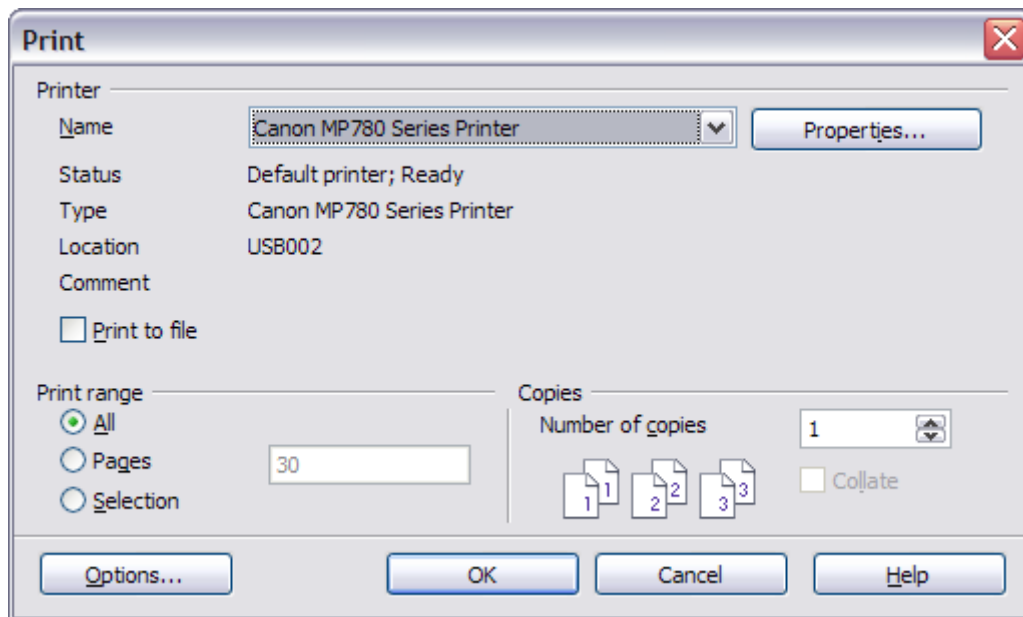 Print
Printer
Name Canon MP780 Series Printer Properties...
Status Default printer; Ready
Type Canon MP780 Series Printer
Location USB002
Comment
Print to file
Print range Copies
All Number of copies 1
Pages 30
1 1 2 2 3 3 Collate
Selection
Options... OK Cancel Help